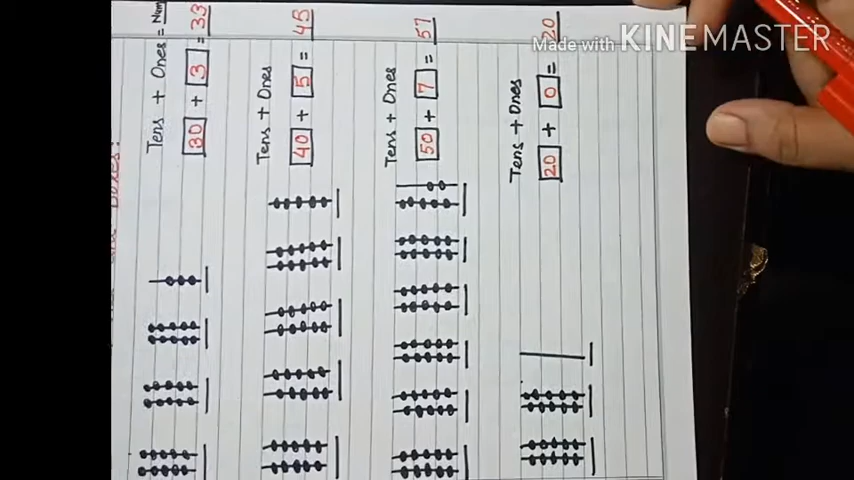 Tens + Ones = Num
30 + 3 = 33
Tens + Ones
40 + 5 = 45
Tens + Ones
50 + 7 = 57
Tens + Ones
20 + 0 = 20
Made with KINEMASTER